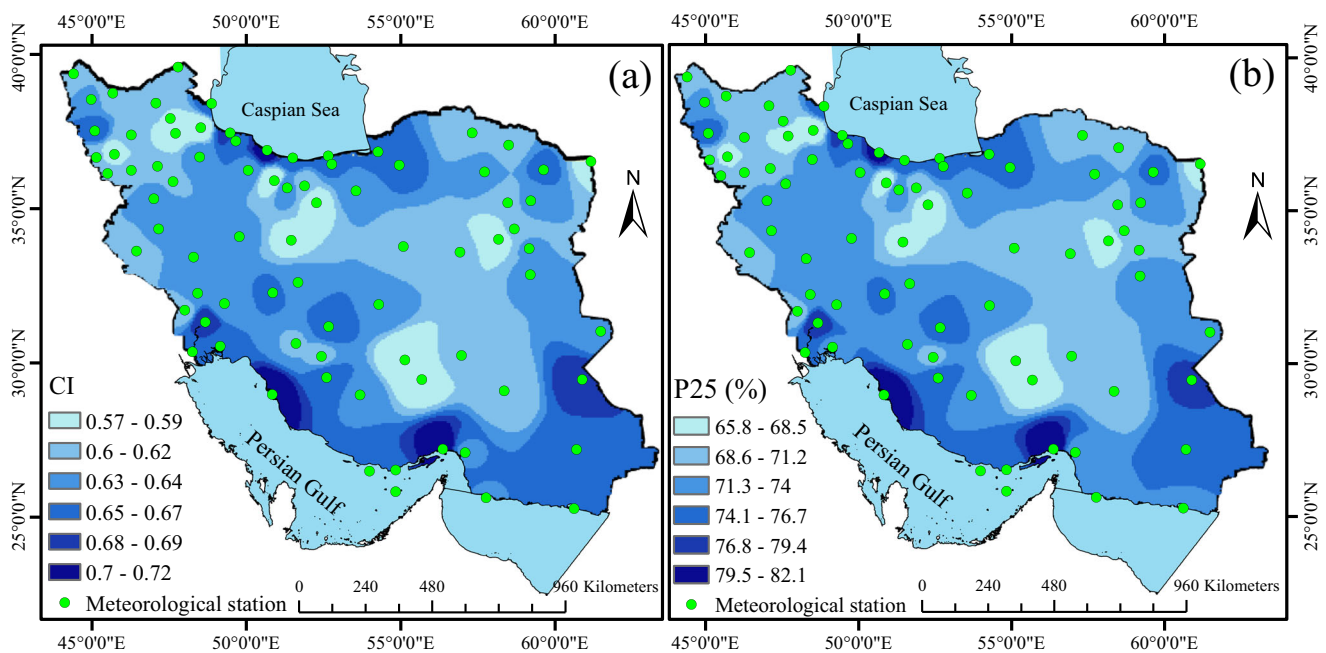 45°0'0"E 50°0'0"E 55°0'0"E 60°0'0"E
40°0'0"N
35°0'0"N
30°0'0"N
25°0'0"N
(a)
Caspian Sea
N
Persian Gulf
CI
0.57 - 0.59
0.6 - 0.62
0.63 - 0.64
0.65 - 0.67
0.68 - 0.69
0.7 - 0.72
Meteorological station
0 240 480 960 Kilometers
45°0'0"E 50°0'0"E 55°0'0"E 60°0'0"E
45°0'0"E 50°0'0"E 55°0'0"E 60°0'0"E
(b)
Caspian Sea
N
Persian Gulf
P25 (%)
65.8 - 68.5
68.6 - 71.2
71.3 - 74
74.1 - 76.7
76.8 - 79.4
79.5 - 82.1
Meteorological station
0 240 480 960 Kilometers
40°0'0"N
35°0'0"N
30°0'0"N
25°0'0"N
45°0'0"E 50°0'0"E 55°0'0"E 60°0'0"E